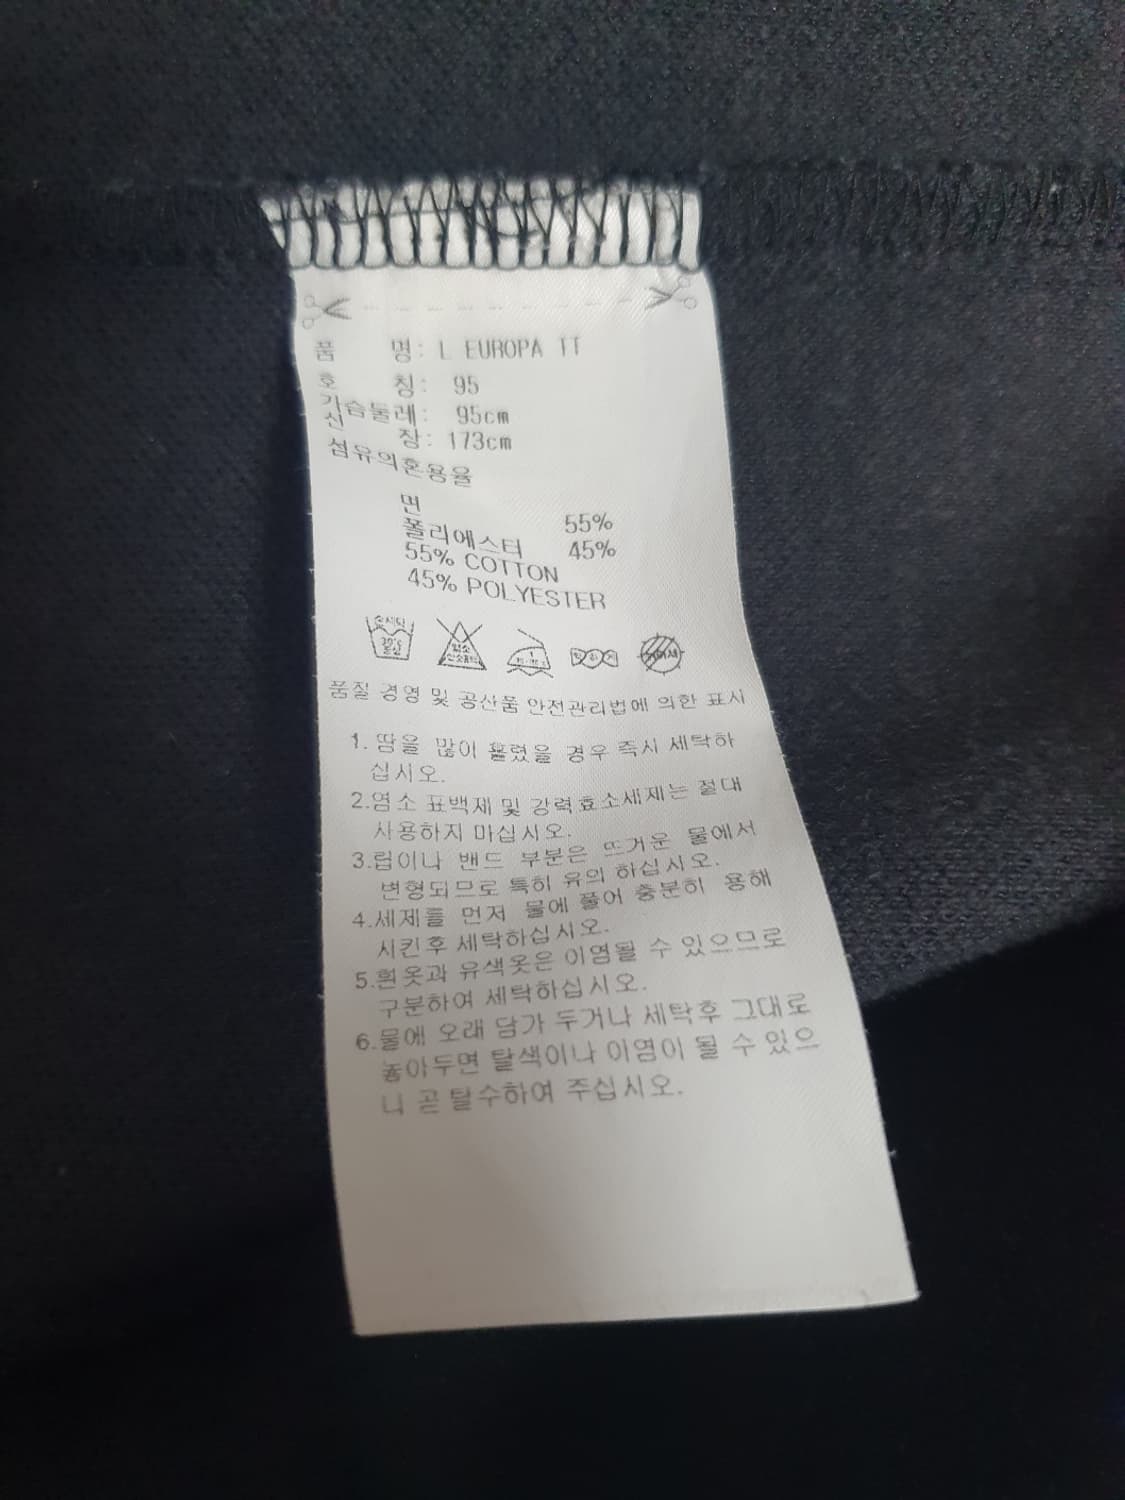 품 명: L EUROPA TT
호 칭: 95
가슴둘레: 95cm
신 장: 173cm
섬유의혼용율
면 55%
폴리에스터 45%
55% COTTON
45% POLYESTER
손세탁 30℃ 중성
염소
드라이
품질 경영 및 공산품 안전관리법에 의한 표시
1. 땀을 많이 흘렸을 경우 즉시 세탁하
십시오.
2.염소 표백제 및 강력효소세제는 절대
사용하지 마십시오.
3.립이나 밴드 부분은 뜨거운 물에서
변형되므로 특히 유의 하십시오.
4.세제를 먼저 물에 풀어 충분히 용해
시킨후 세탁하십시오.
5.흰옷과 유색옷은 이염될 수 있으므로
구분하여 세탁하십시오.
6.물에 오래 담가 두거나 세탁후 그대로
놓아두면 탈색이나 이염이 될 수 있으
니 곧 탈수하여 주십시오.